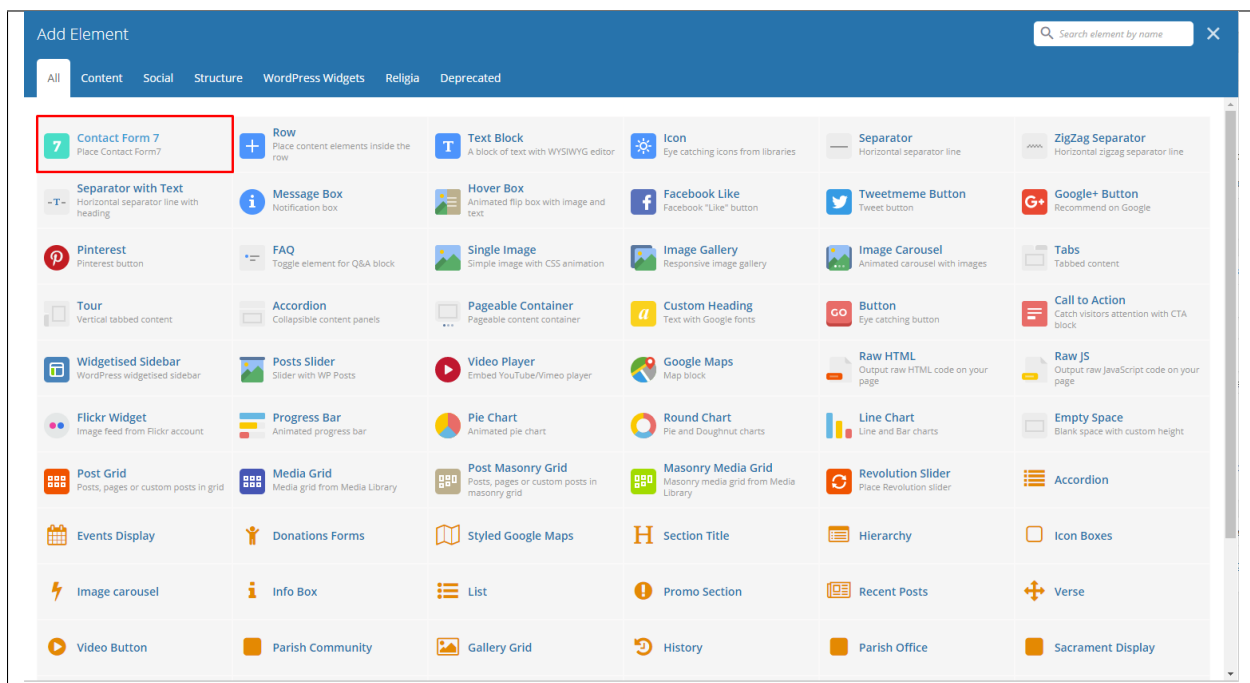 Add Element
Search element by name
All Content Social Structure WordPress Widgets Religia Deprecated
7 Contact Form 7
Place Contact Form7
Row
Place content elements inside the
row
T Text Block
A block of text with WYSIWYG editor
Icon
Eye catching icons from libraries
Separator
Horizontal separator line
ZigZag Separator
Horizontal zigzag separator line
-T- Separator with Text
Horizontal separator line with
heading
i Message Box
Notification box
Hover Box
Animated flip box with image and
text
f Facebook Like
Facebook "Like" button
Tweetmeme Button
Tweet button
G+ Google+ Button
Recommend on Google
Pinterest
Pinterest button
FAQ
Toggle element for Q&A block
Single Image
Simple image with CSS animation
Image Gallery
Responsive image gallery
Image Carousel
Animated carousel with images
Tabs
Tabbed content
Tour
Vertical tabbed content
Accordion
Collapsible content panels
Pageable Container
Pageable content container
a Custom Heading
Text with Google fonts
GO Button
Eye catching button
Call to Action
Catch visitors attention with CTA
block
Widgetised Sidebar
WordPress widgetised sidebar
Posts Slider
Slider with WP Posts
Video Player
Embed YouTube/Vimeo player
Google Maps
Map block
Raw HTML
Output raw HTML code on your
page
Raw JS
Output raw JavaScript code on your
page
Flickr Widget
Image feed from Flickr account
Progress Bar
Animated progress bar
Pie Chart
Animated pie chart
Round Chart
Pie and Doughnut charts
Line Chart
Line and Bar charts
Empty Space
Blank space with custom height
Post Grid
Posts, pages or custom posts in grid
Media Grid
Media grid from Media Library
Post Masonry Grid
Posts, pages or custom posts in
masonry grid
Masonry Media Grid
Masonry media grid from Media
Library
Revolution Slider
Place Revolution slider
Accordion
Events Display
Donations Forms
Styled Google Maps
H Section Title
Hierarchy
Icon Boxes
Image carousel
i Info Box
List
Promo Section
Recent Posts
Verse
Video Button
Parish Community
Gallery Grid
History
Parish Office
Sacrament Display